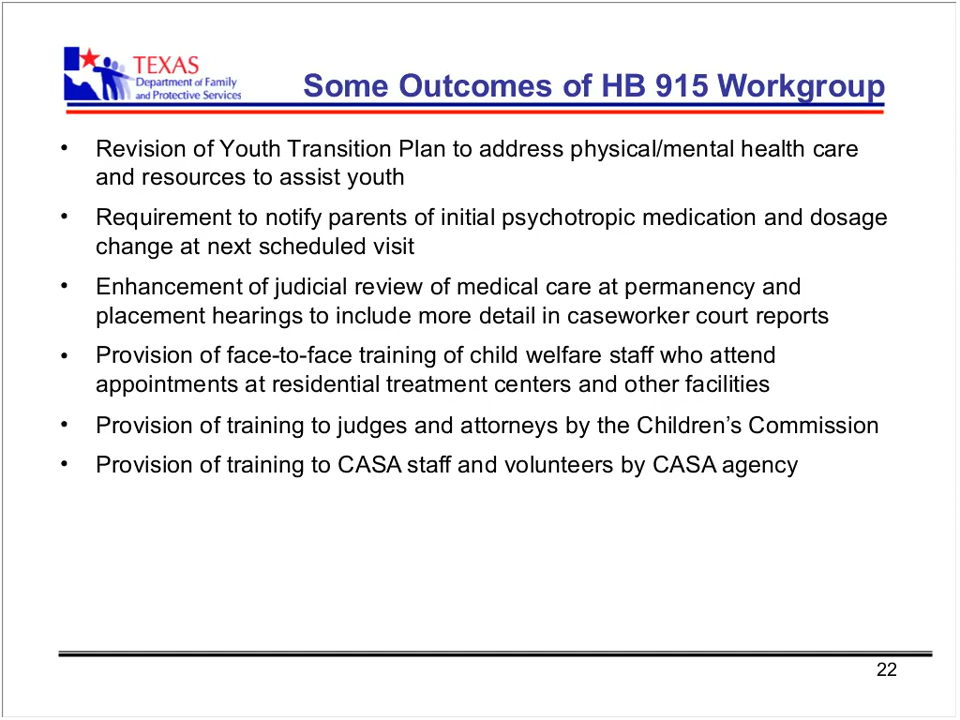 TEXAS
Department of Family
and Protective Services
Some Outcomes of HB 915 Workgroup
• Revision of Youth Transition Plan to address physical/mental health care
and resources to assist youth
• Requirement to notify parents of initial psychotropic medication and dosage
change at next scheduled visit
• Enhancement of judicial review of medical care at permanency and
placement hearings to include more detail in caseworker court reports
• Provision of face-to-face training of child welfare staff who attend
appointments at residential treatment centers and other facilities
• Provision of training to judges and attorneys by the Children’s Commission
• Provision of training to CASA staff and volunteers by CASA agency
22